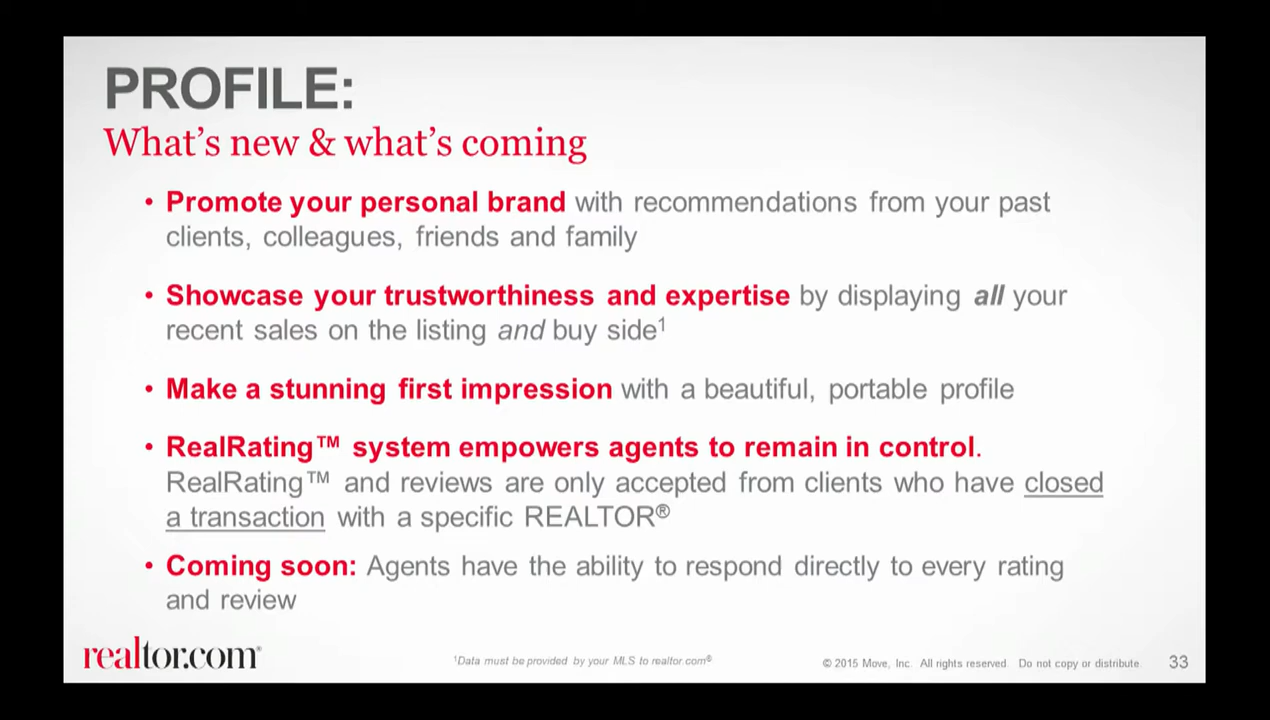 PROFILE:
What's new & what's coming
• Promote your personal brand with recommendations from your past
clients, colleagues, friends and family
• Showcase your trustworthiness and expertise by displaying all your
recent sales on the listing and buy side¹
• Make a stunning first impression with a beautiful, portable profile
• RealRating™ system empowers agents to remain in control.
RealRating™ and reviews are only accepted from clients who have closed
a transaction with a specific REALTOR®
• Coming soon: Agents have the ability to respond directly to every rating
and review
realtor.com®
¹Data must be provided by your MLS to realtor.com®
© 2015 Move, Inc. All rights reserved. Do not copy or distribute.
33